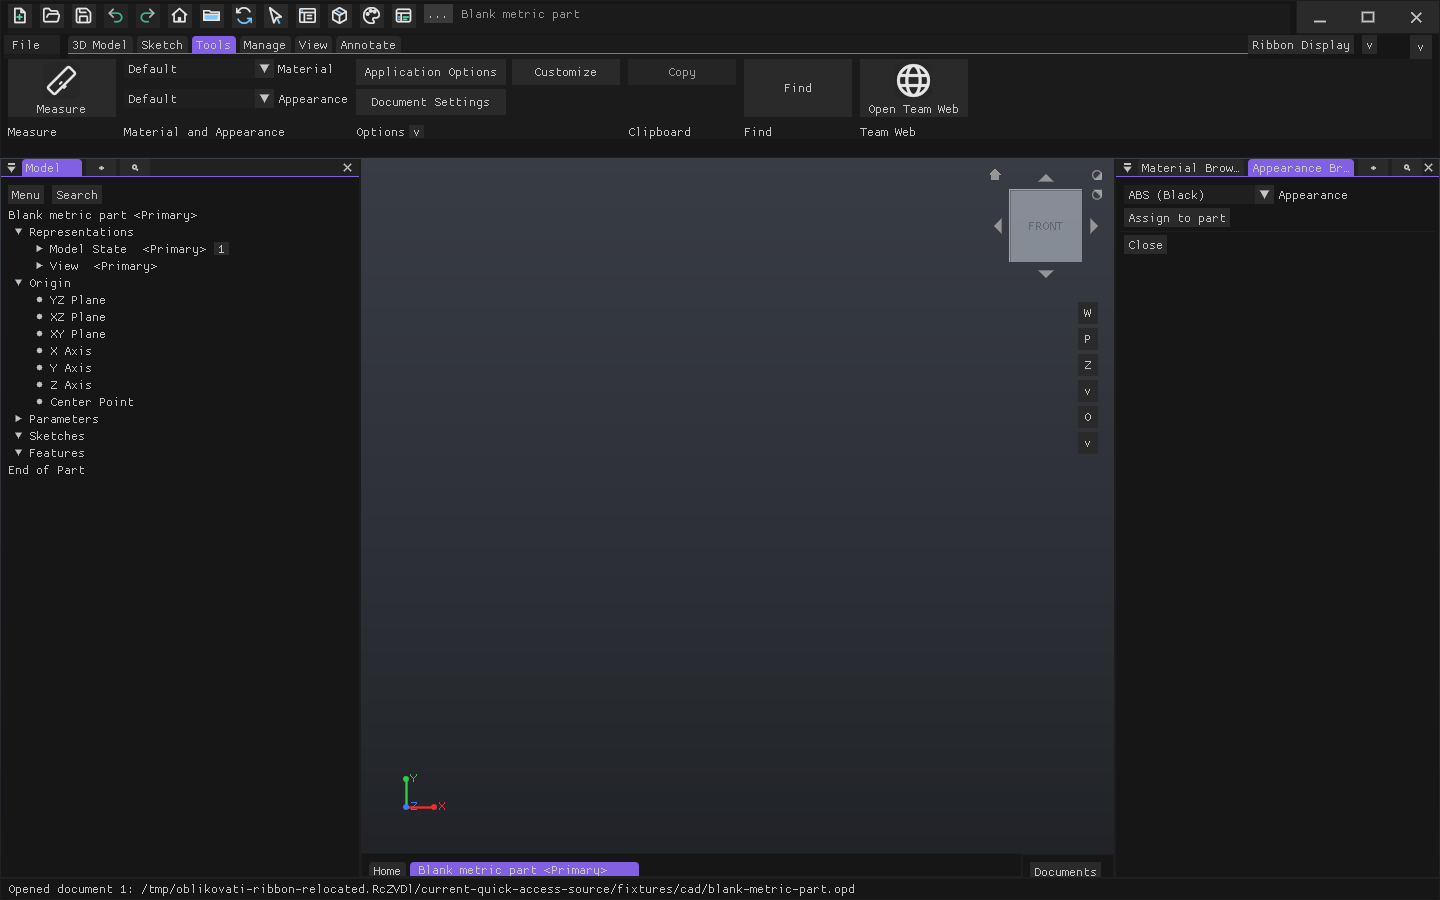 ... Blank metric part
File 3D Model Sketch Tools Manage View Annotate Ribbon Display v v
Default Material Application Options Customize Copy
Find
Default Appearance Document Settings
Measure Open Team Web
Measure Material and Appearance Options v Clipboard Find Team Web
Model
Menu Search
Blank metric part <Primary>
Representations
Model State <Primary> 1
View <Primary>
Origin
YZ Plane
XZ Plane
XY Plane
X Axis
Y Axis
Z Axis
Center Point
Parameters
Sketches
Features
End of Part
FRONT
W
P
Z
v
O
v
Y
Z X
Material Brow… Appearance Br…
ABS (Black) Appearance
Assign to part
Close
Home Blank metric part <Primary> Documents
Opened document 1: /tmp/oblikovati-ribbon-relocated.RcZVDl/current-quick-access-source/fixtures/cad/blank-metric-part.opd